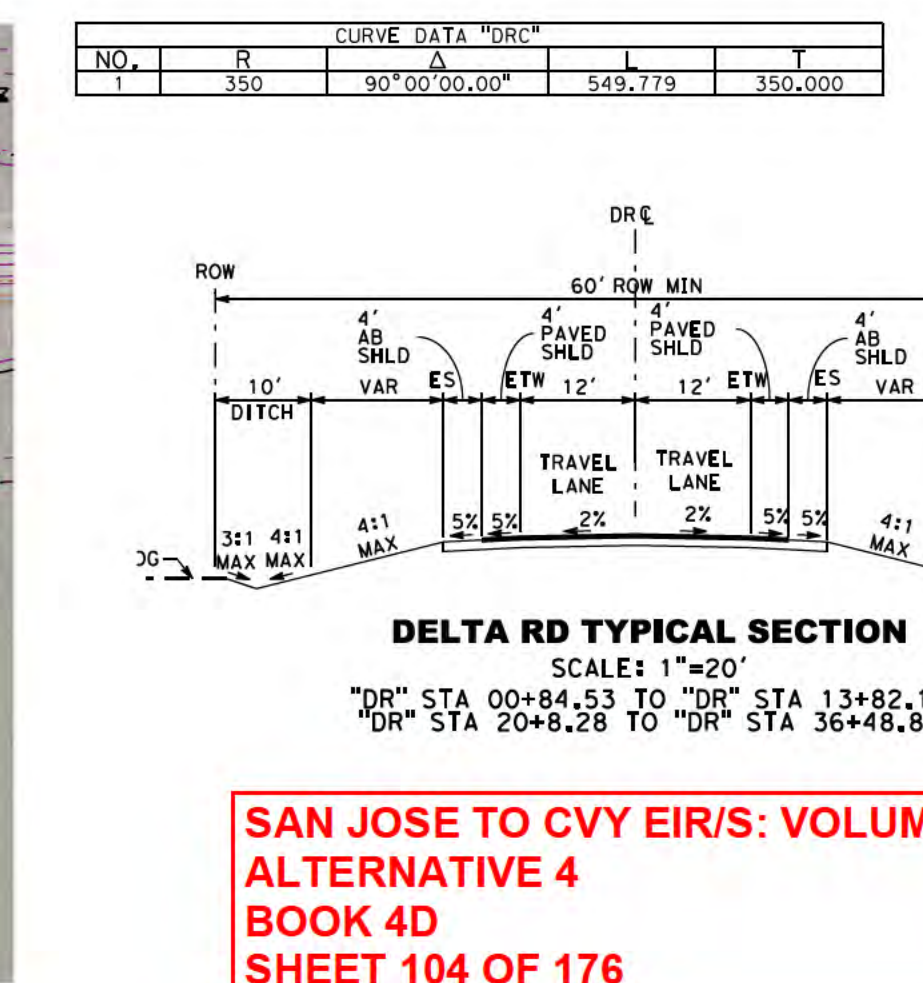 CURVE DATA "DRC"
NO. R Δ L T
1 350 90°00'00.00" 549.779 350.000
DR ℄
ROW
60' ROW MIN
4' AB SHLD
4' PAVED SHLD
4' PAVED SHLD
4' AB SHLD
10' VAR ES ETW 12' 12' ETW ES VAR
DITCH
TRAVEL LANE
TRAVEL LANE
3:1 MAX
4:1 MAX
4:1 MAX
5% 5% 2% 2% 5% 5%
4:1 MAX
DELTA RD TYPICAL SECTION
SCALE: 1"=20'
"DR" STA 00+84.53 TO "DR" STA 13+82.1
"DR" STA 20+8.28 TO "DR" STA 36+48.8
SAN JOSE TO CVY EIR/S: VOLUM
ALTERNATIVE 4
BOOK 4D
SHEET 104 OF 176